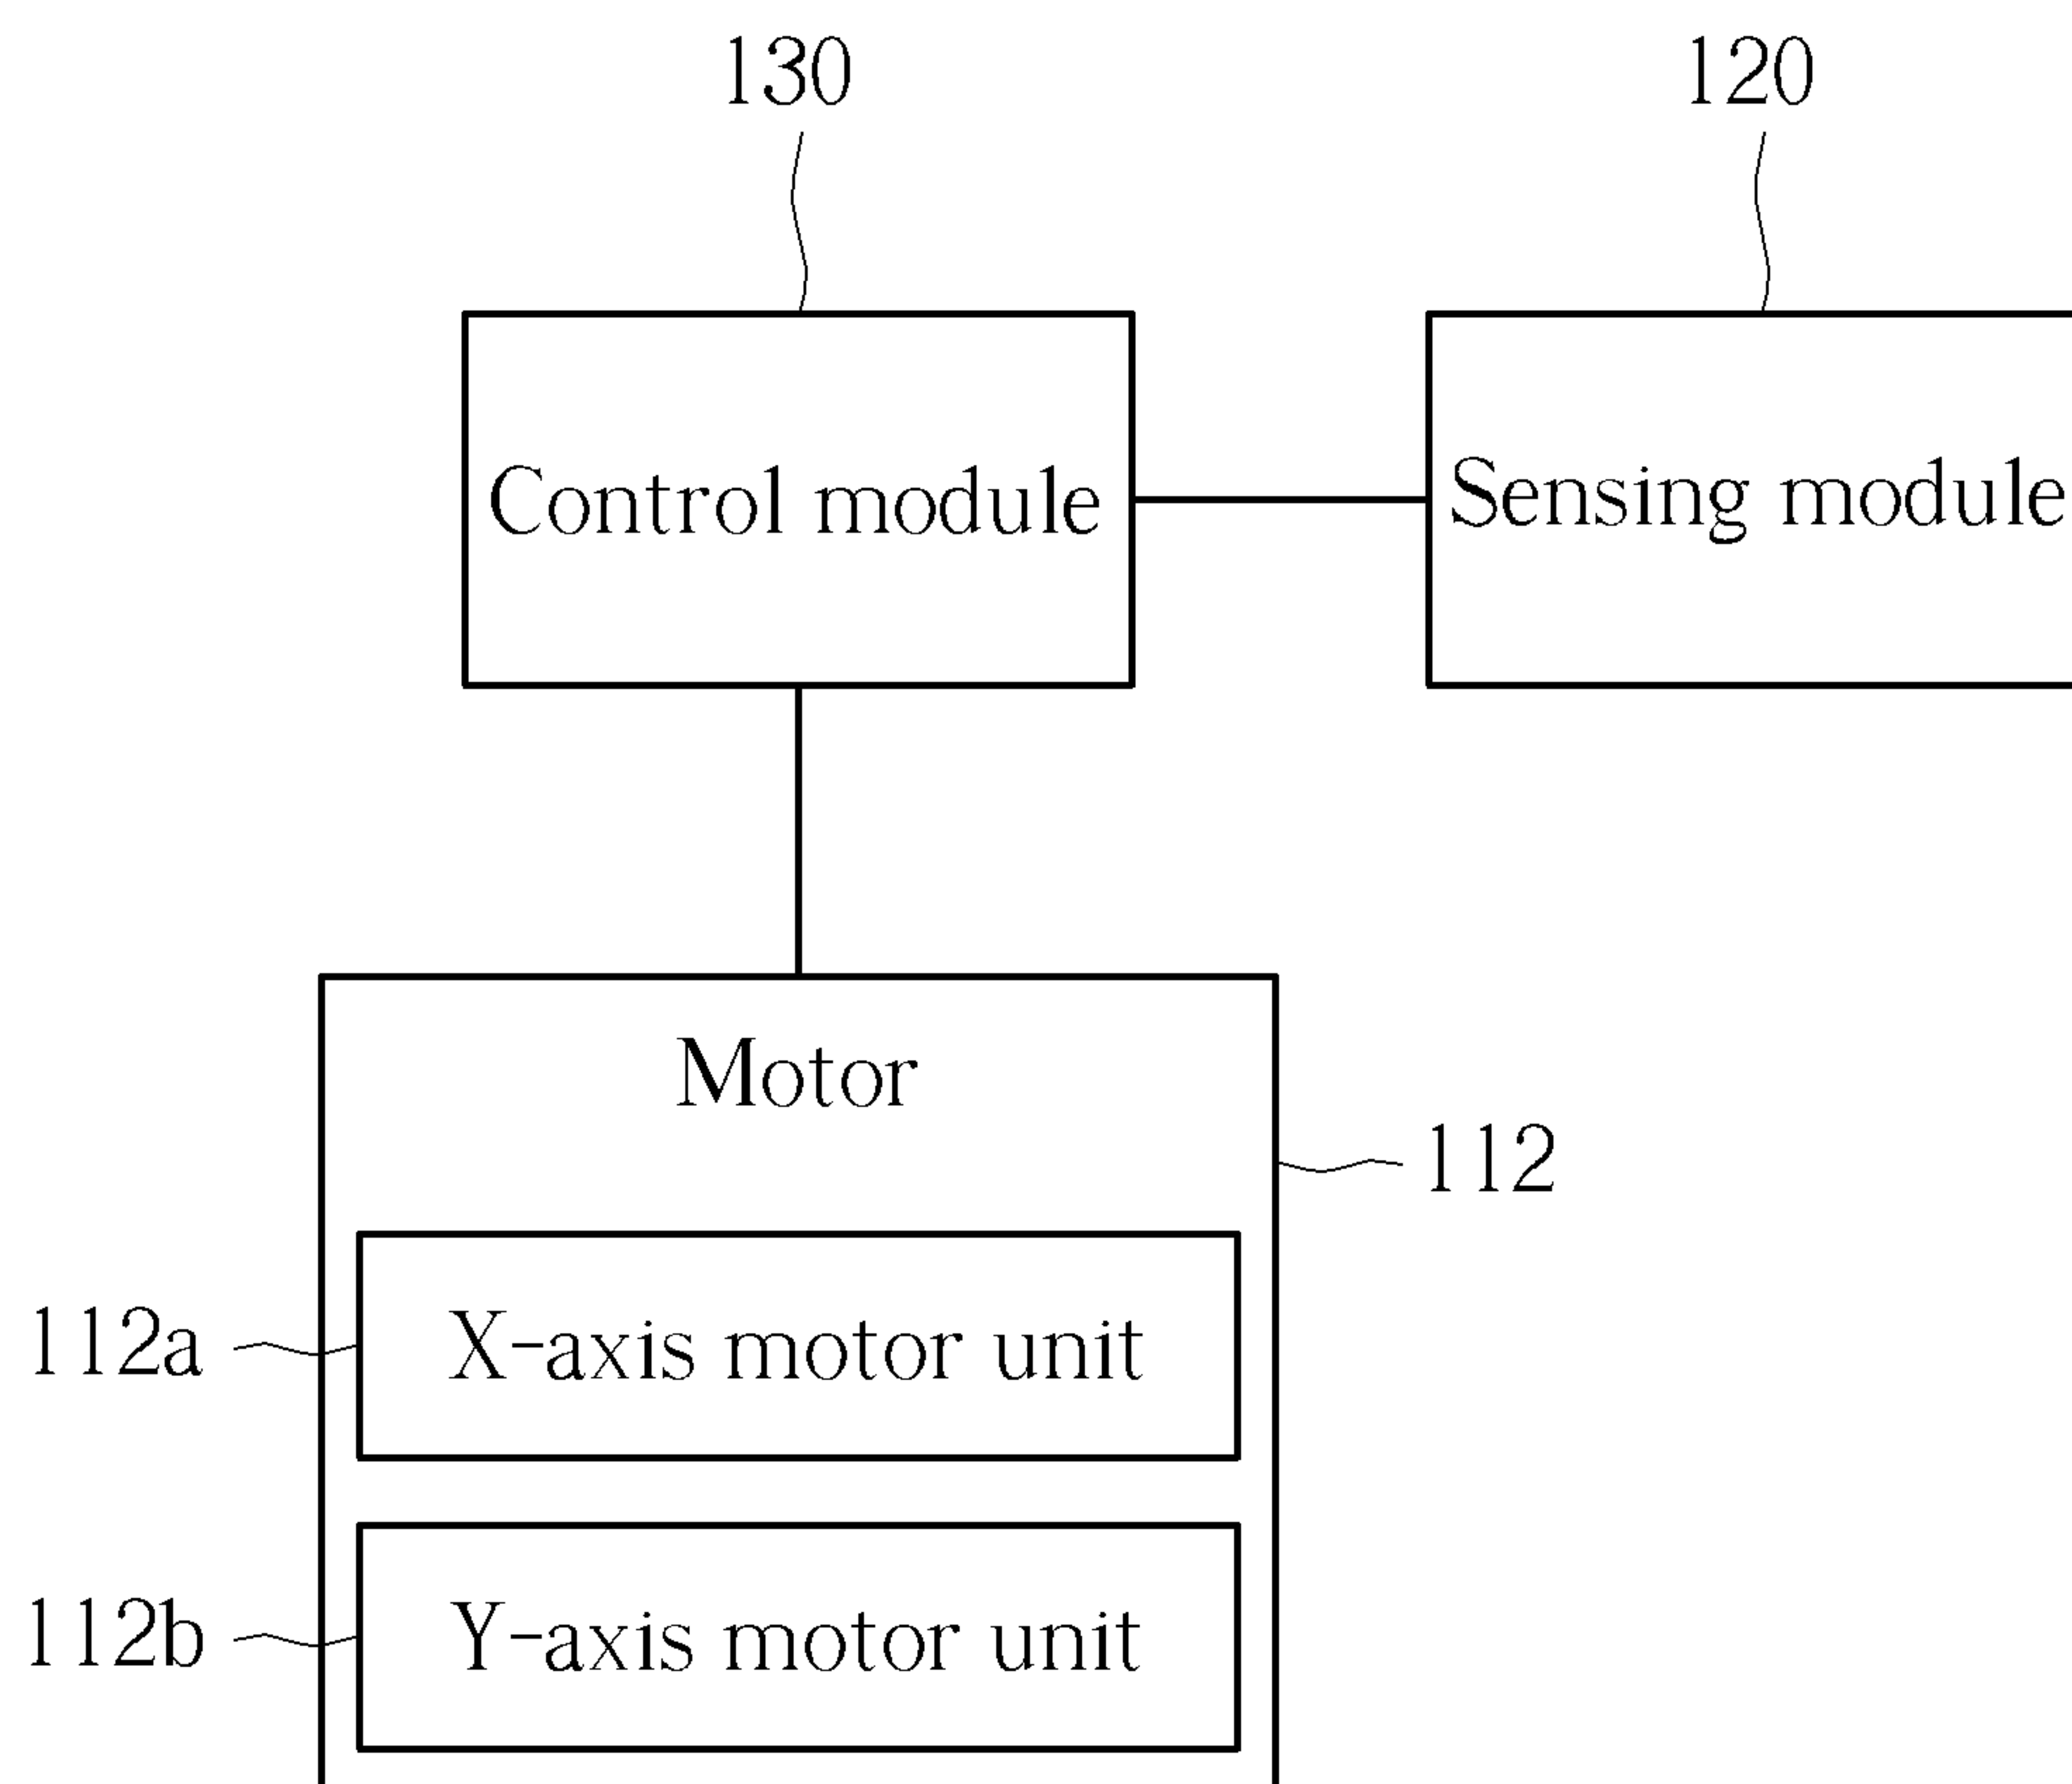 130
120
Control module
Sensing module
Motor
112
112a
X-axis motor unit
112b
Y-axis motor unit